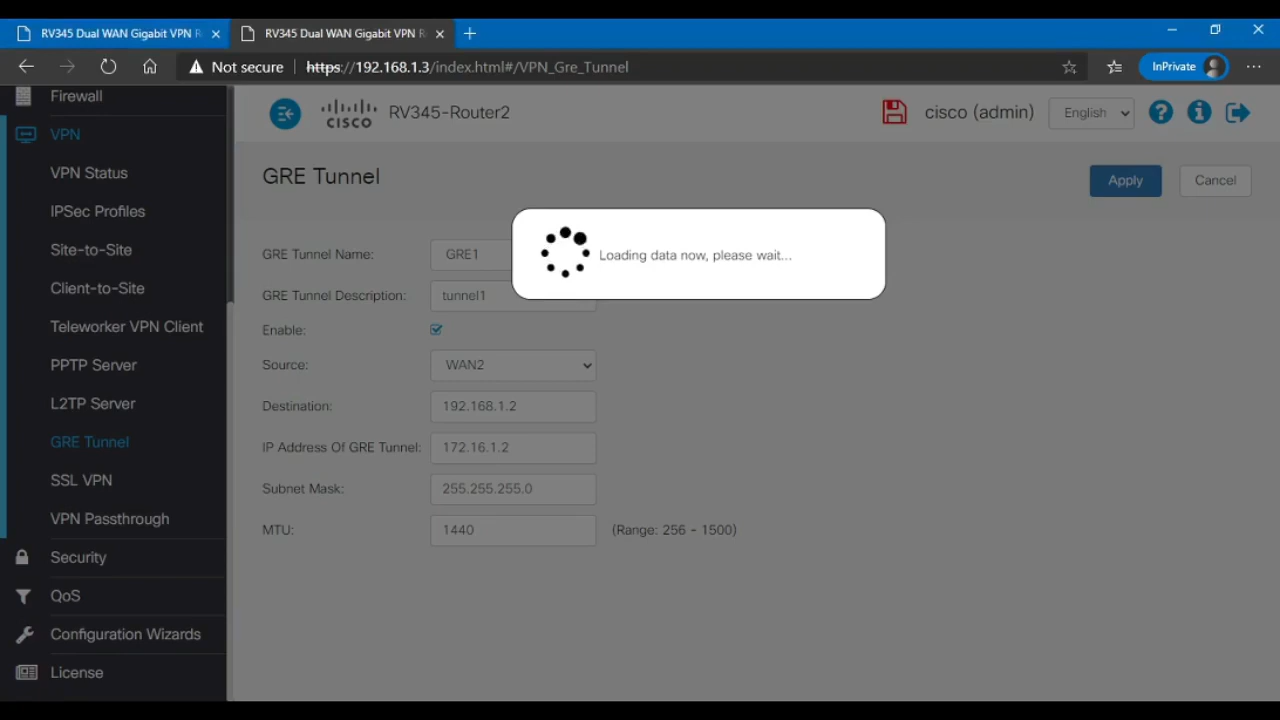 RV345 Dual WAN Gigabit VPN R
RV345 Dual WAN Gigabit VPN R
Not secure
https://192.168.1.3/index.html#/VPN_Gre_Tunnel
InPrivate
Firewall
VPN
VPN Status
IPSec Profiles
Site-to-Site
Client-to-Site
Teleworker VPN Client
PPTP Server
L2TP Server
GRE Tunnel
SSL VPN
VPN Passthrough
Security
QoS
Configuration Wizards
License
CISCO
RV345-Router2
cisco (admin)
English
GRE Tunnel
Apply
Cancel
Loading data now, please wait...
GRE Tunnel Name: GRE1
GRE Tunnel Description: tunnel1
Enable:
Source: WAN2
Destination: 192.168.1.2
IP Address Of GRE Tunnel: 172.16.1.2
Subnet Mask: 255.255.255.0
MTU: 1440 (Range: 256 - 1500)